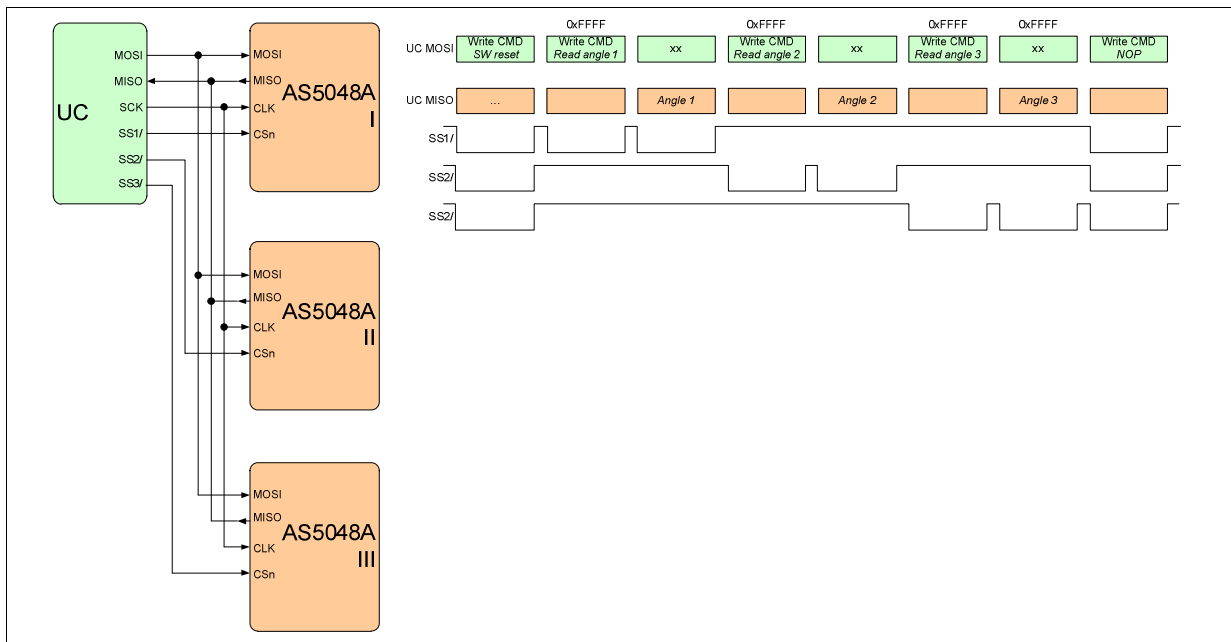 UC
MOSI
MISO
SCK
SS1/
SS2/
SS3/
MOSI
MISO
CLK
CSn
AS5048A
I
MOSI
MISO
CLK
CSn
AS5048A
II
MOSI
MISO
CLK
CSn
AS5048A
III
0xFFFF 0xFFFF 0xFFFF 0xFFFF
UC MOSI
Write CMD
SW reset
Write CMD
Read angle 1
xx
Write CMD
Read angle 2
xx
Write CMD
Read angle 3
xx
Write CMD
NOP
UC MISO
... Angle 1 Angle 2 Angle 3
SS1/
SS2/
SS2/